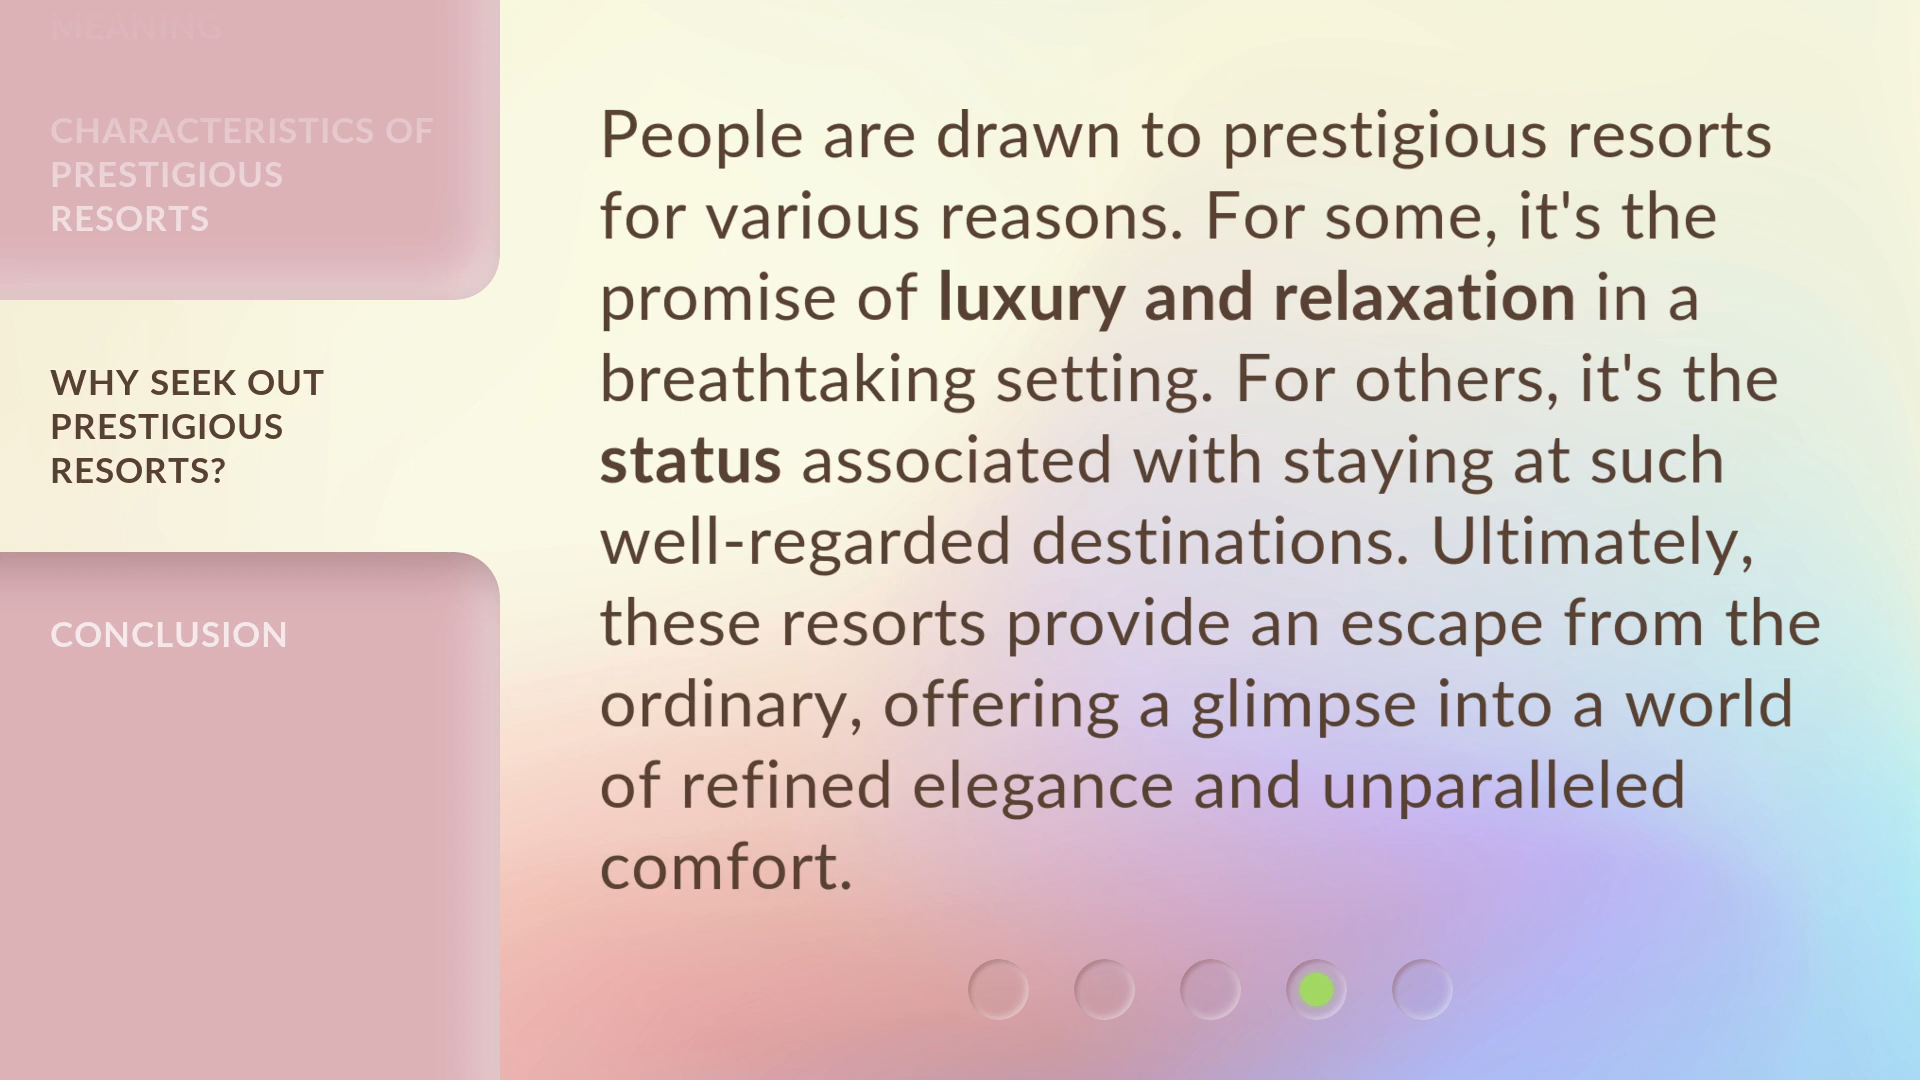 MEANING
CHARACTERISTICS OF
PRESTIGIOUS
RESORTS
WHY SEEK OUT
PRESTIGIOUS
RESORTS?
CONCLUSION
People are drawn to prestigious resorts
for various reasons. For some, it's the
promise of luxury and relaxation in a
breathtaking setting. For others, it's the
status associated with staying at such
well-regarded destinations. Ultimately,
these resorts provide an escape from the
ordinary, offering a glimpse into a world
of refined elegance and unparalleled
comfort.